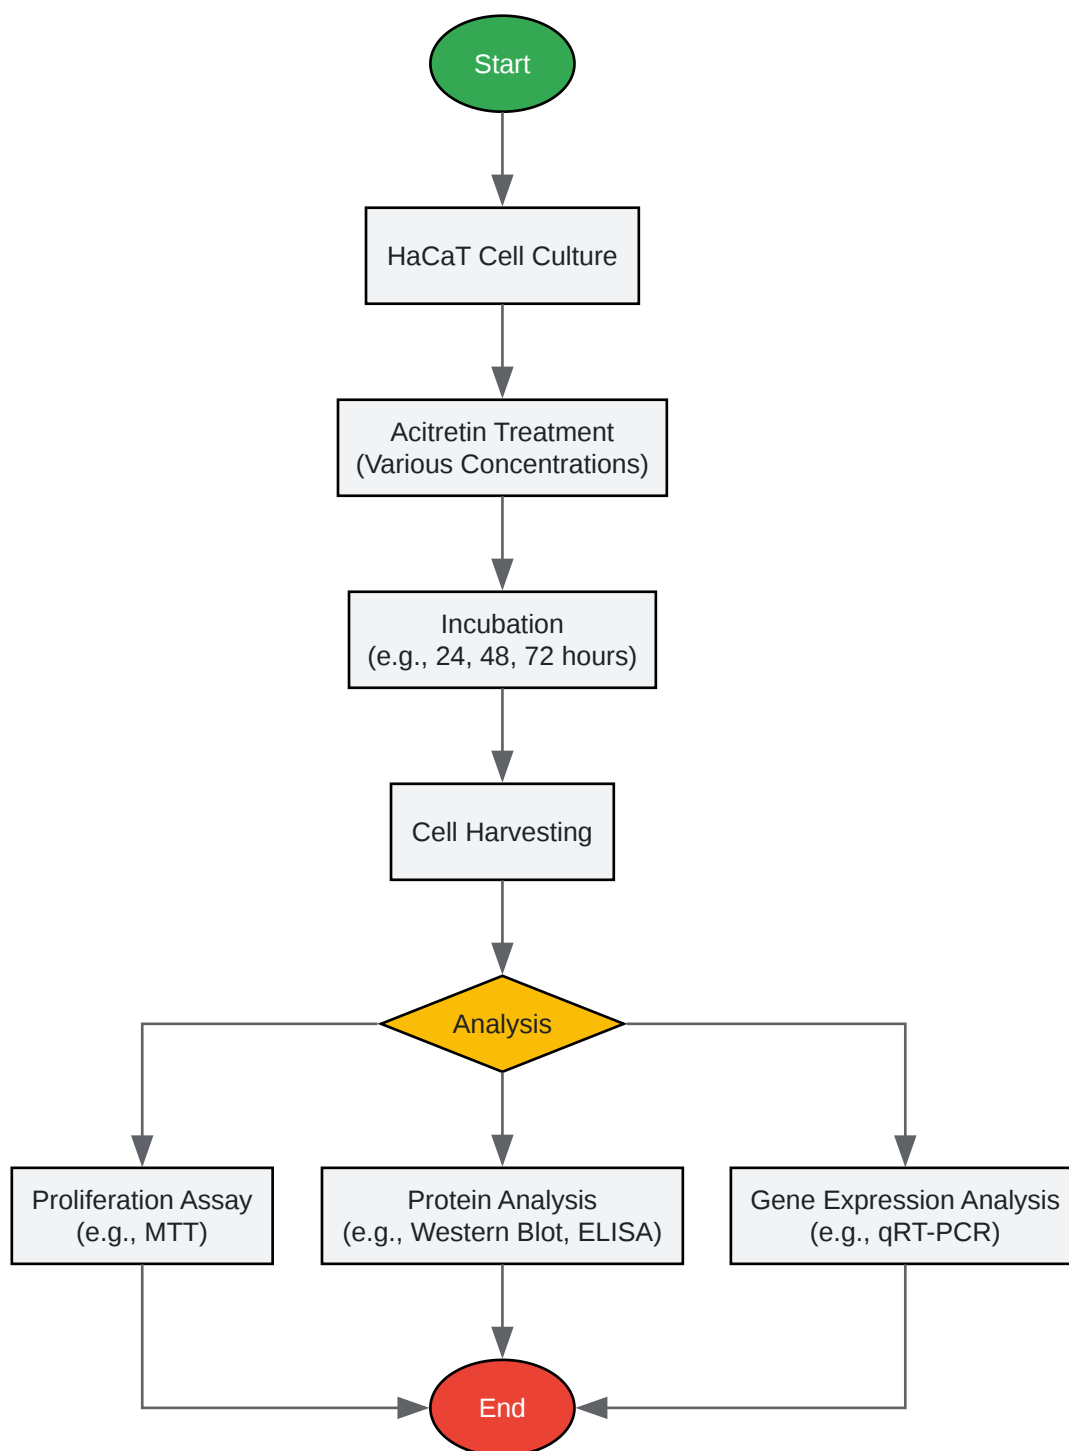 Start
HaCaT Cell Culture
Acitretin Treatment
(Various Concentrations)
Incubation
(e.g., 24, 48, 72 hours)
Cell Harvesting
Analysis
Proliferation Assay
(e.g., MTT)
Protein Analysis
(e.g., Western Blot, ELISA)
Gene Expression Analysis
(e.g., qRT-PCR)
End